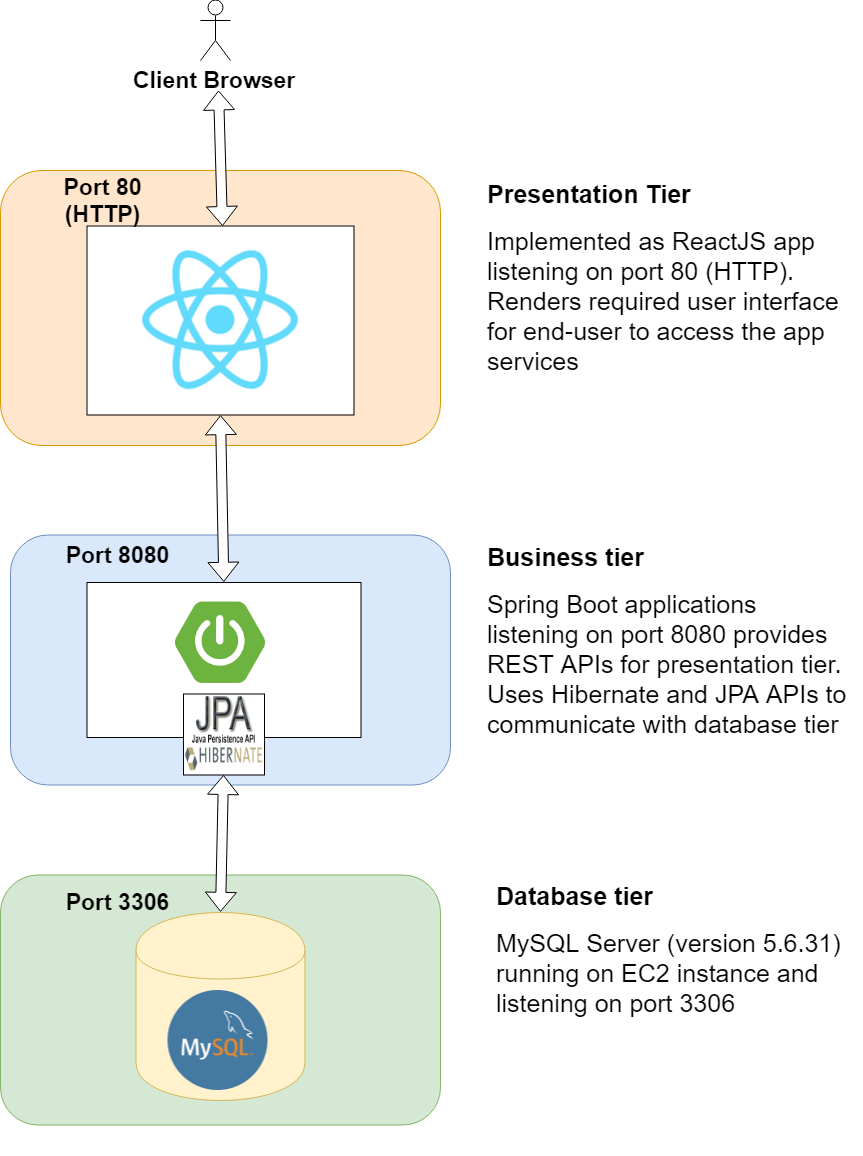 Client Browser
Port 80
(HTTP)
Presentation Tier
Implemented as ReactJS app
listening on port 80 (HTTP).
Renders required user interface
for end-user to access the app
services
Port 8080
JPA
Java Persistence API
HIBERNATE
Business tier
Spring Boot applications
listening on port 8080 provides
REST APIs for presentation tier.
Uses Hibernate and JPA APIs to
communicate with database tier
Port 3306
MySQL
Database tier
MySQL Server (version 5.6.31)
running on EC2 instance and
listening on port 3306